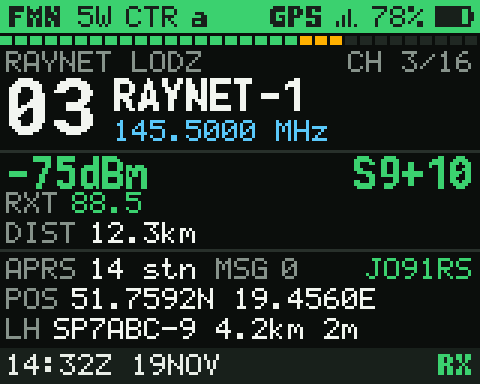 FMN 5W CTR a GPS 78%
RAYNET LODZ CH 3/16
03 RAYNET-1
145.5000 MHz
-75dBm S9+10
RXT 88.5
DIST 12.3km
APRS 14 stn MSG 0 JO91RS
POS 51.7592N 19.4560E
LH SP7ABC-9 4.2km 2m
14:32Z 19NOV RX